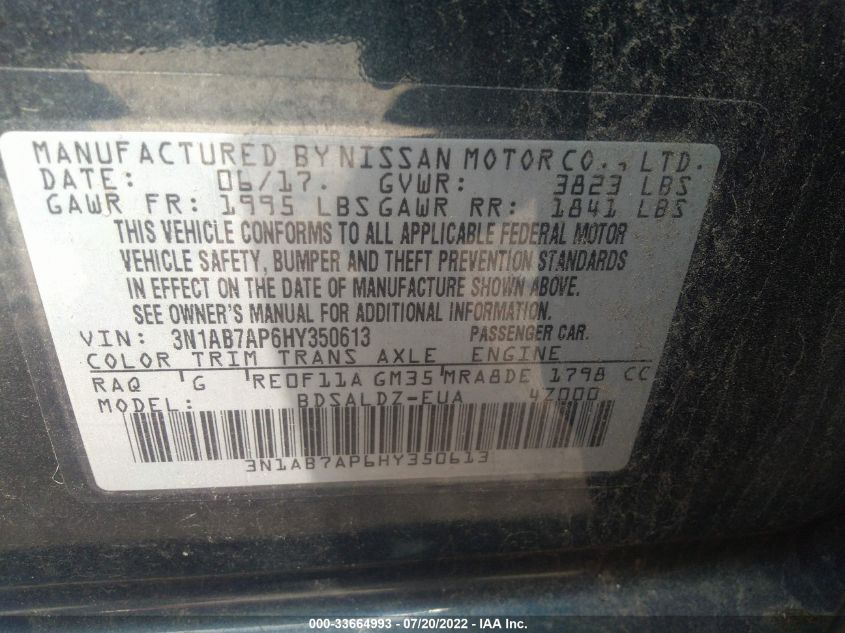 MANUFACTURED BY NISSAN MOTOR CO., LTD.
DATE: 06/17. GVWR: 3823 LBS
GAWR FR: 1995 LBS GAWR RR: 1841 LBS
THIS VEHICLE CONFORMS TO ALL APPLICABLE FEDERAL MOTOR
VEHICLE SAFETY, BUMPER AND THEFT PREVENTION STANDARDS
IN EFFECT ON THE DATE OF MANUFACTURE SHOWN ABOVE.
SEE OWNER'S MANUAL FOR ADDITIONAL INFORMATION.
VIN: 3N1AB7AP6HY350613 PASSENGER CAR.
COLOR TRIM TRANS AXLE ENGINE
RAQ G RE0F11A GM35 MRA8DE 1798 CC
MODEL: BDSALDZ-EUA 4Z000
3N1AB7AP6HY350613
000-33664993 - 07/20/2022 - IAA Inc.